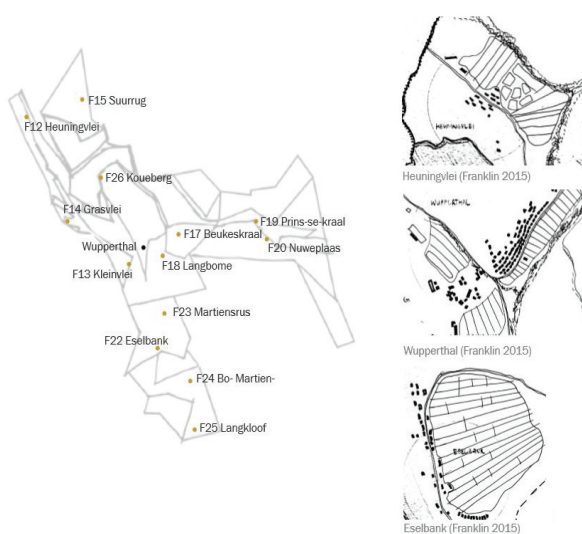 F15 Suurrug
F12 Heuningvlei
F26 Koueberg
F14 Grasvlei
F19 Prins-se-kraal
F17 Beukeskraal
Wupperthal
F20 Nuweplaas
F18 Langbome
F13 Kleinvlei
F23 Martiensrus
F22 Eselbank
F24 Bo- Martien-
F25 Langkloof
HEUNINGVLEI
Heuningvlei (Franklin 2015)
WUPPERTHAL
Wupperthal (Franklin 2015)
ESELBANK
Eselbank (Franklin 2015)